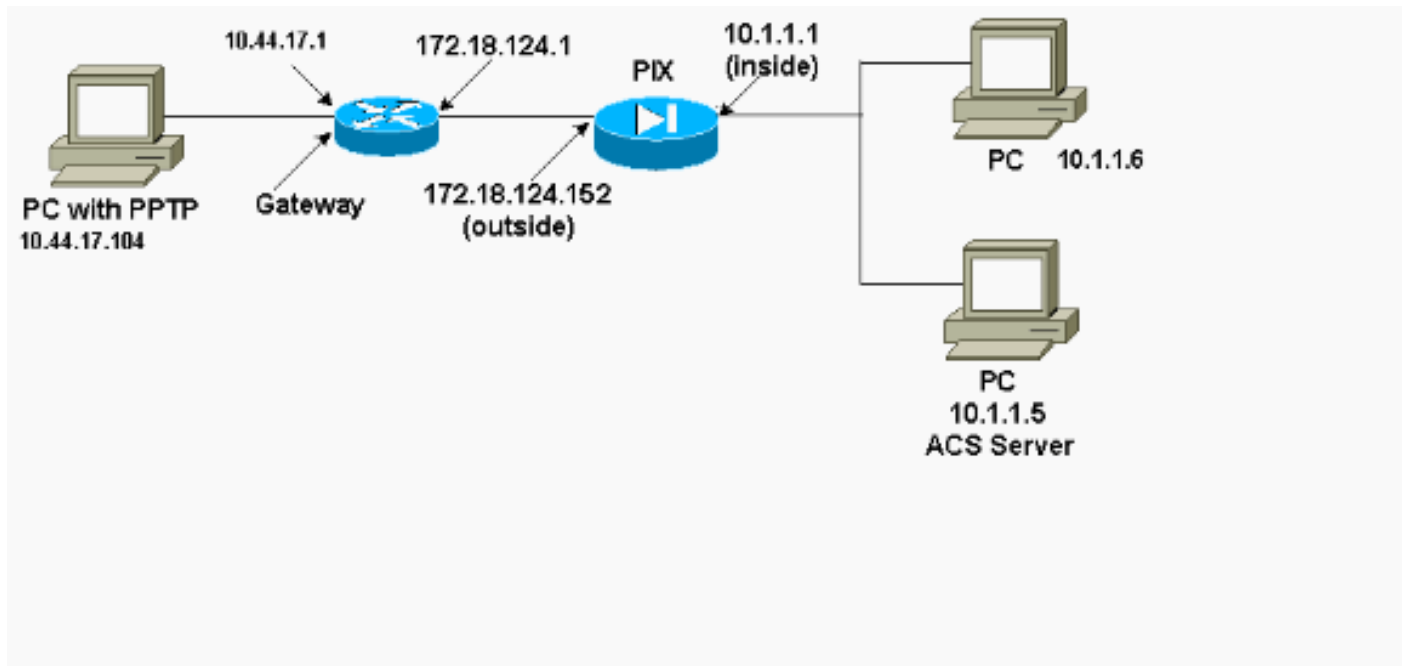 10.44.17.1
172.18.124.1
PIX
10.1.1.1
(inside)
PC with PPTP
10.44.17.104
Gateway
172.18.124.152
(outside)
PC 10.1.1.6
PC
10.1.1.5
ACS Server